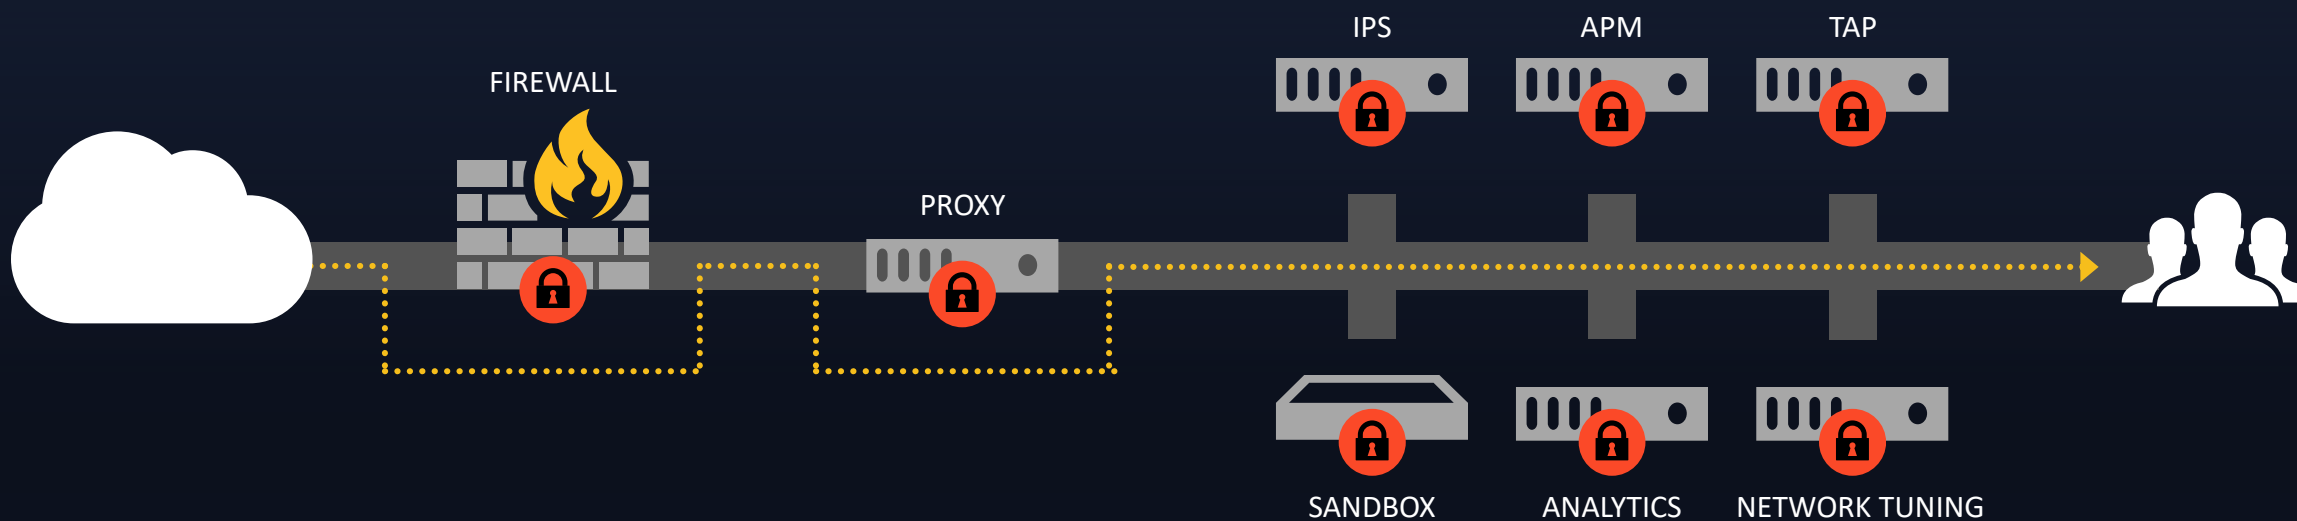 IPS
APM
TAP
FIREWALL
PROXY
SANDBOX
ANALYTICS
NETWORK TUNING